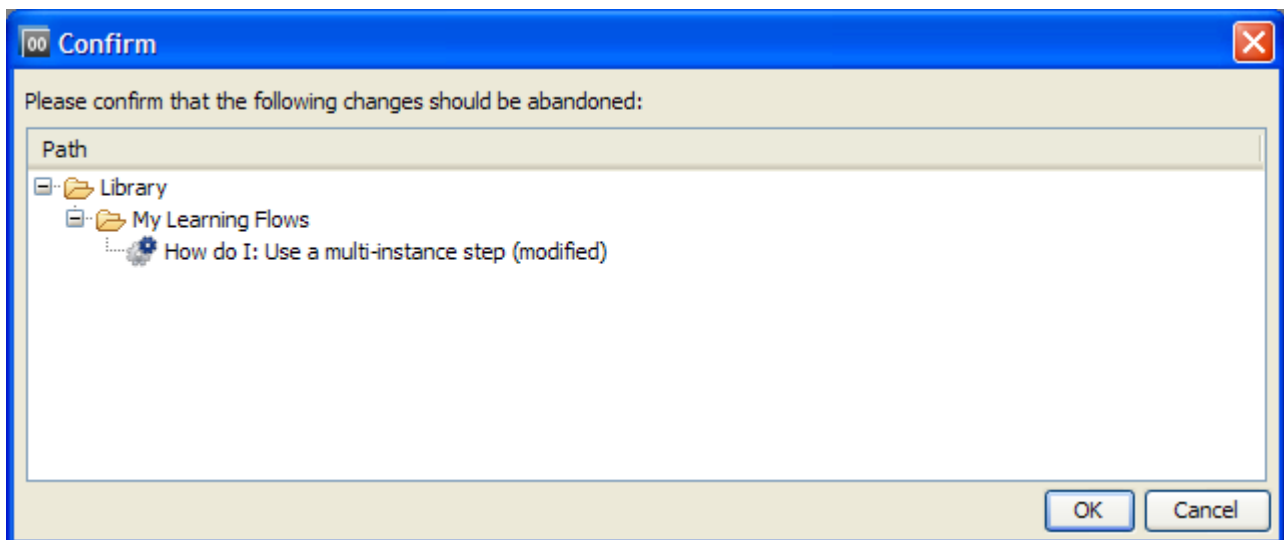 00 Confirm
Please confirm that the following changes should be abandoned:
Path
Library
My Learning Flows
How do I: Use a multi-instance step (modified)
OK Cancel